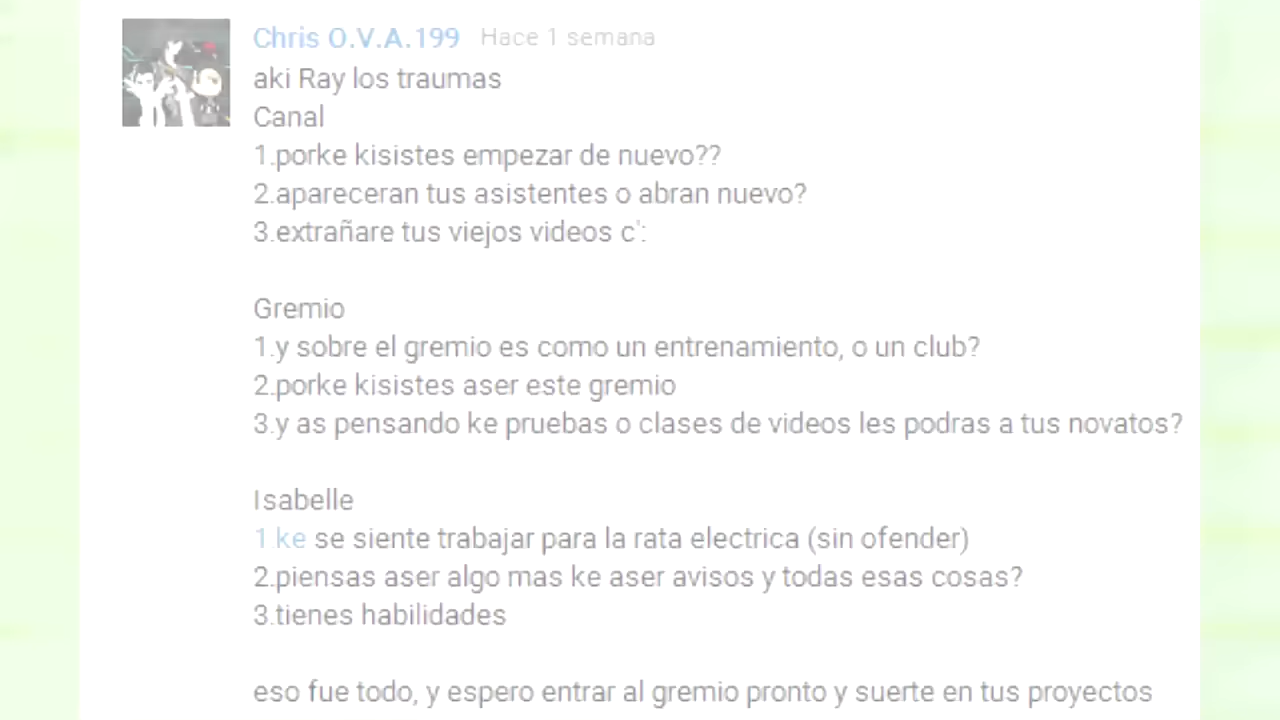 Chris O.V.A.199 Hace 1 semana
aki Ray los traumas
Canal
1.porke kisistes empezar de nuevo??
2.apareceran tus asistentes o abran nuevo?
3.extrañare tus viejos videos c':
Gremio
1.y sobre el gremio es como un entrenamiento, o un club?
2.porke kisistes aser este gremio
3.y as pensando ke pruebas o clases de videos les podras a tus novatos?
Isabelle
1 ke se siente trabajar para la rata electrica (sin ofender)
2.piensas aser algo mas ke aser avisos y todas esas cosas?
3.tienes habilidades
eso fue todo, y espero entrar al gremio pronto y suerte en tus proyectos